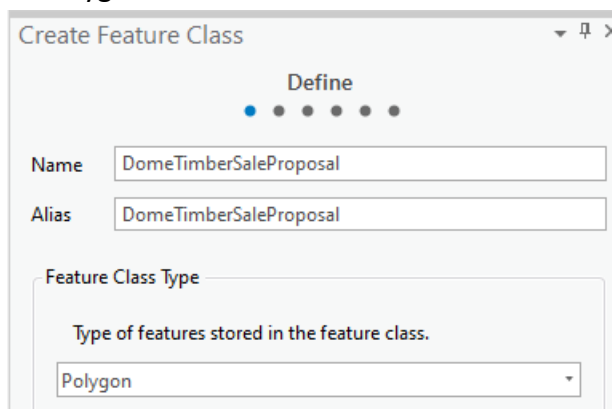 Create Feature Class
Define
Name DomeTimberSaleProposal
Alias DomeTimberSaleProposal
Feature Class Type
Type of features stored in the feature class.
Polygon